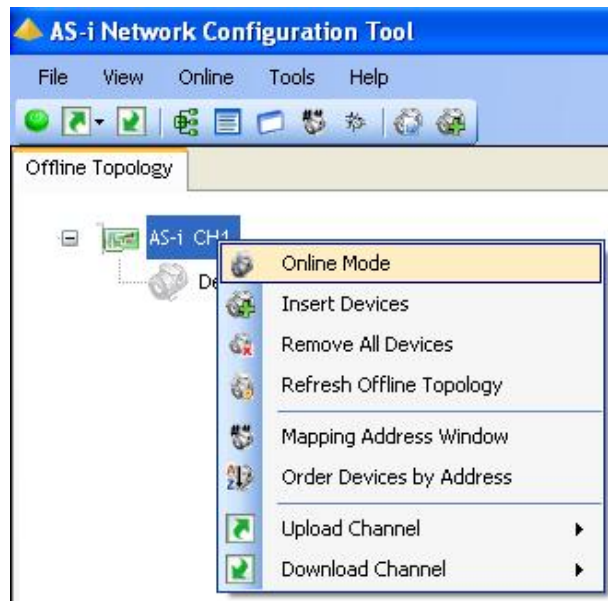 AS-i Network Configuration Tool
File View Online Tools Help
Offline Topology
AS-i CH1
De
Online Mode
Insert Devices
Remove All Devices
Refresh Offline Topology
Mapping Address Window
Order Devices by Address
Upload Channel
Download Channel